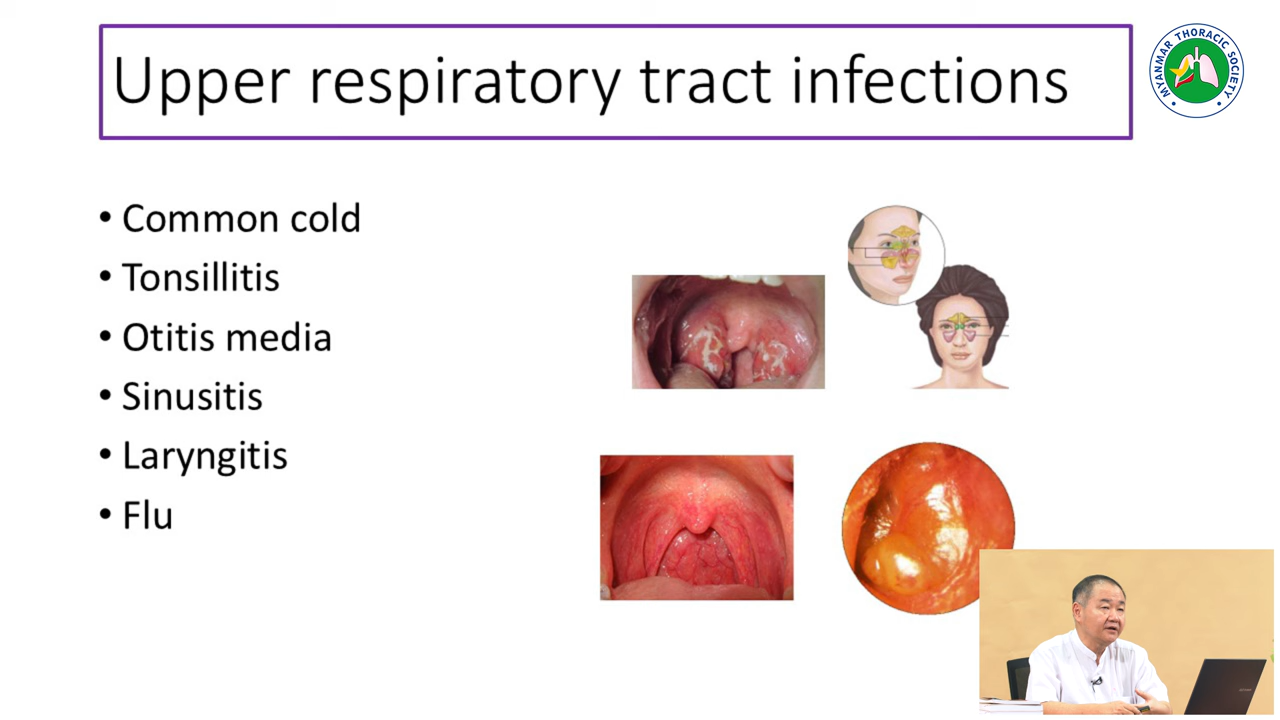 Upper respiratory tract infections
MYANMAR THORACIC SOCIETY
• Common cold
• Tonsillitis
• Otitis media
• Sinusitis
• Laryngitis
• Flu